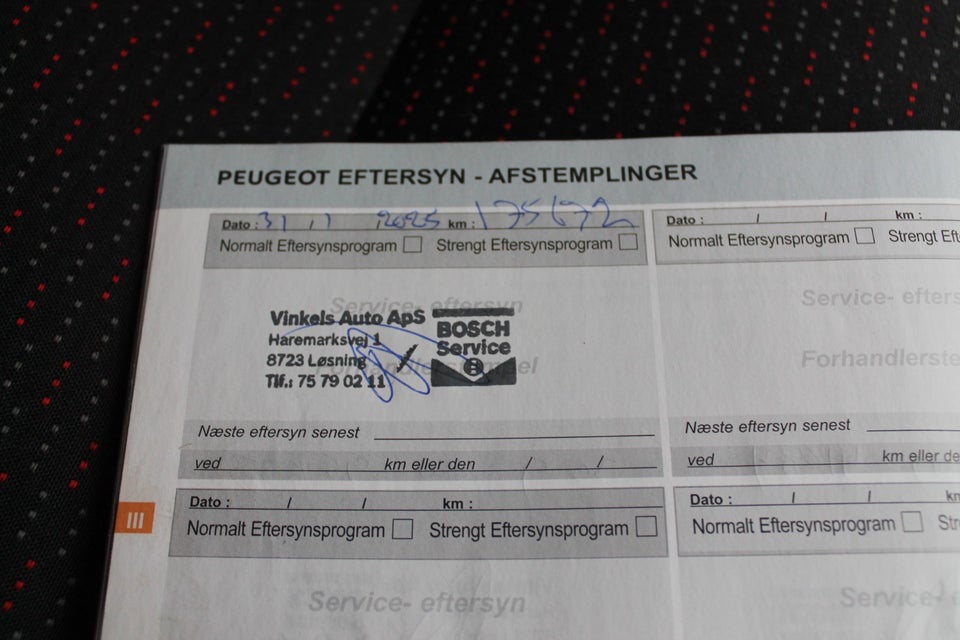 PEUGEOT EFTERSYN - AFSTEMPLINGER
Dato : 31 / 1 / 2025 km : 175672
Normalt Eftersynsprogram Strengt Eftersynsprogram
Service- eftersyn
Vinkels Auto ApS
Haremarksvej 1
8723 Løsning
Tlf.: 75 79 02 11
BOSCH
Service
Næste eftersyn senest
ved km eller den / /
Dato : / / km :
Normalt Eftersynsprogram Strengt Eftersynsprogram
Service- eftersyn
Dato : / / km :
Normalt Eftersynsprogram Strengt Eft
Service- efters
Forhandlerste
Næste eftersyn senest
ved km eller de
Dato : / / km
Normalt Eftersynsprogram Str
Service- e
III